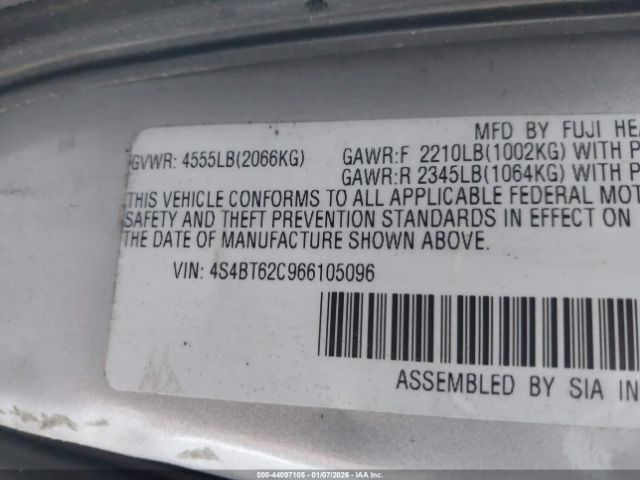 MFD BY FUJI HEA
GVWR: 4555LB(2066KG) GAWR:F 2210LB(1002KG) WITH P
GAWR:R 2345LB(1064KG) WITH P
THIS VEHICLE CONFORMS TO ALL APPLICABLE FEDERAL MOT
SAFETY AND THEFT PREVENTION STANDARDS IN EFFECT ON
THE DATE OF MANUFACTURE SHOWN ABOVE.
VIN: 4S4BT62C966105096
ASSEMBLED BY SIA IN
000-44097105 - 01/07/2026 - IAAI